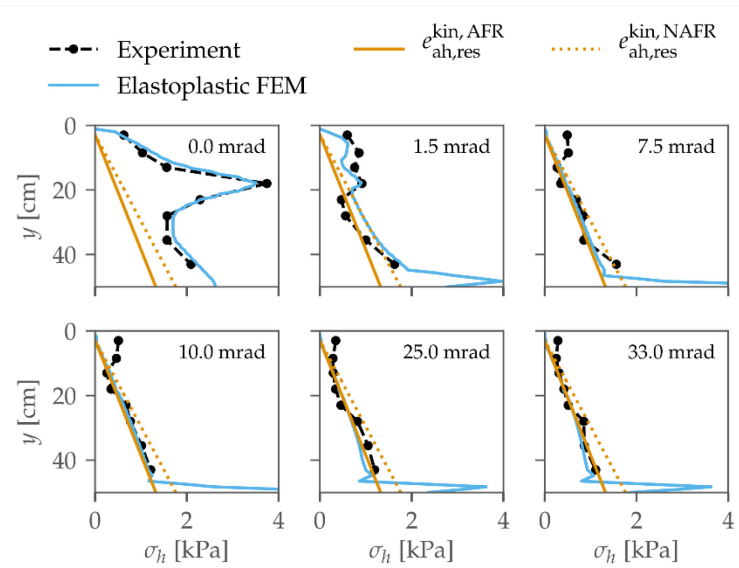 Experiment
Elastoplastic FEM
e^{kin, AFR}_{ah,res}
e^{kin, NAFR}_{ah,res}
0
20
40
y [cm]
0.0 mrad
1.5 mrad
7.5 mrad
0
20
40
y [cm]
10.0 mrad
25.0 mrad
33.0 mrad
0 2 4
0 2 4
0 2 4
σ_h [kPa]
σ_h [kPa]
σ_h [kPa]